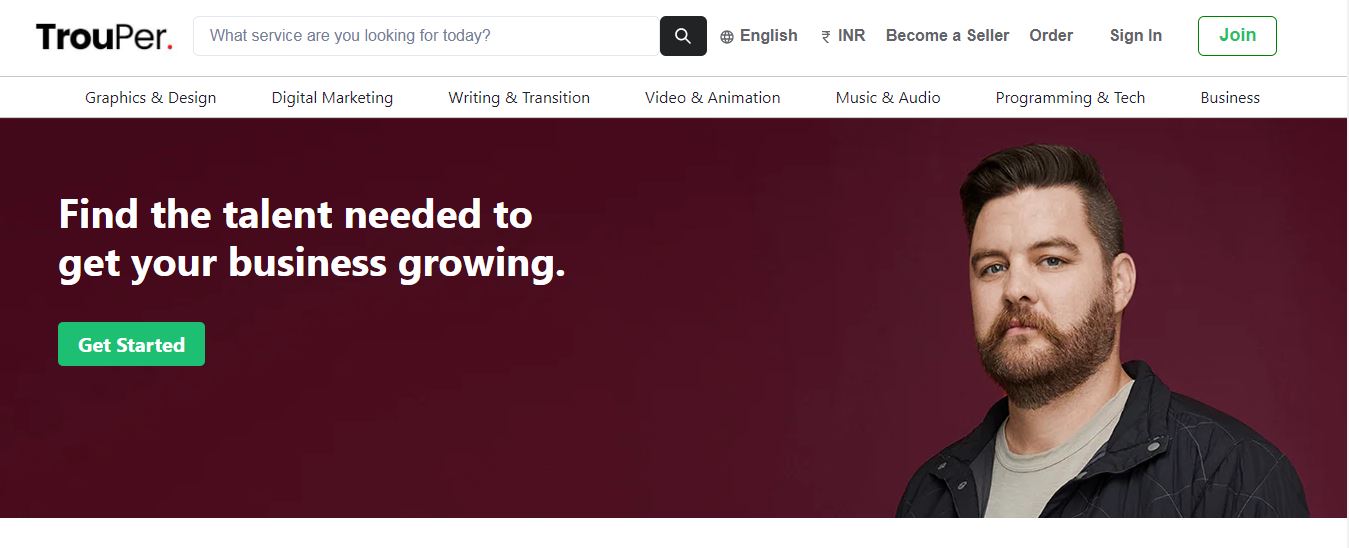 TrouPer.
What service are you looking for today?
English
₹ INR
Become a Seller
Order
Sign In
Join
Graphics & Design
Digital Marketing
Writing & Transition
Video & Animation
Music & Audio
Programming & Tech
Business
Find the talent needed to
get your business growing.
Get Started